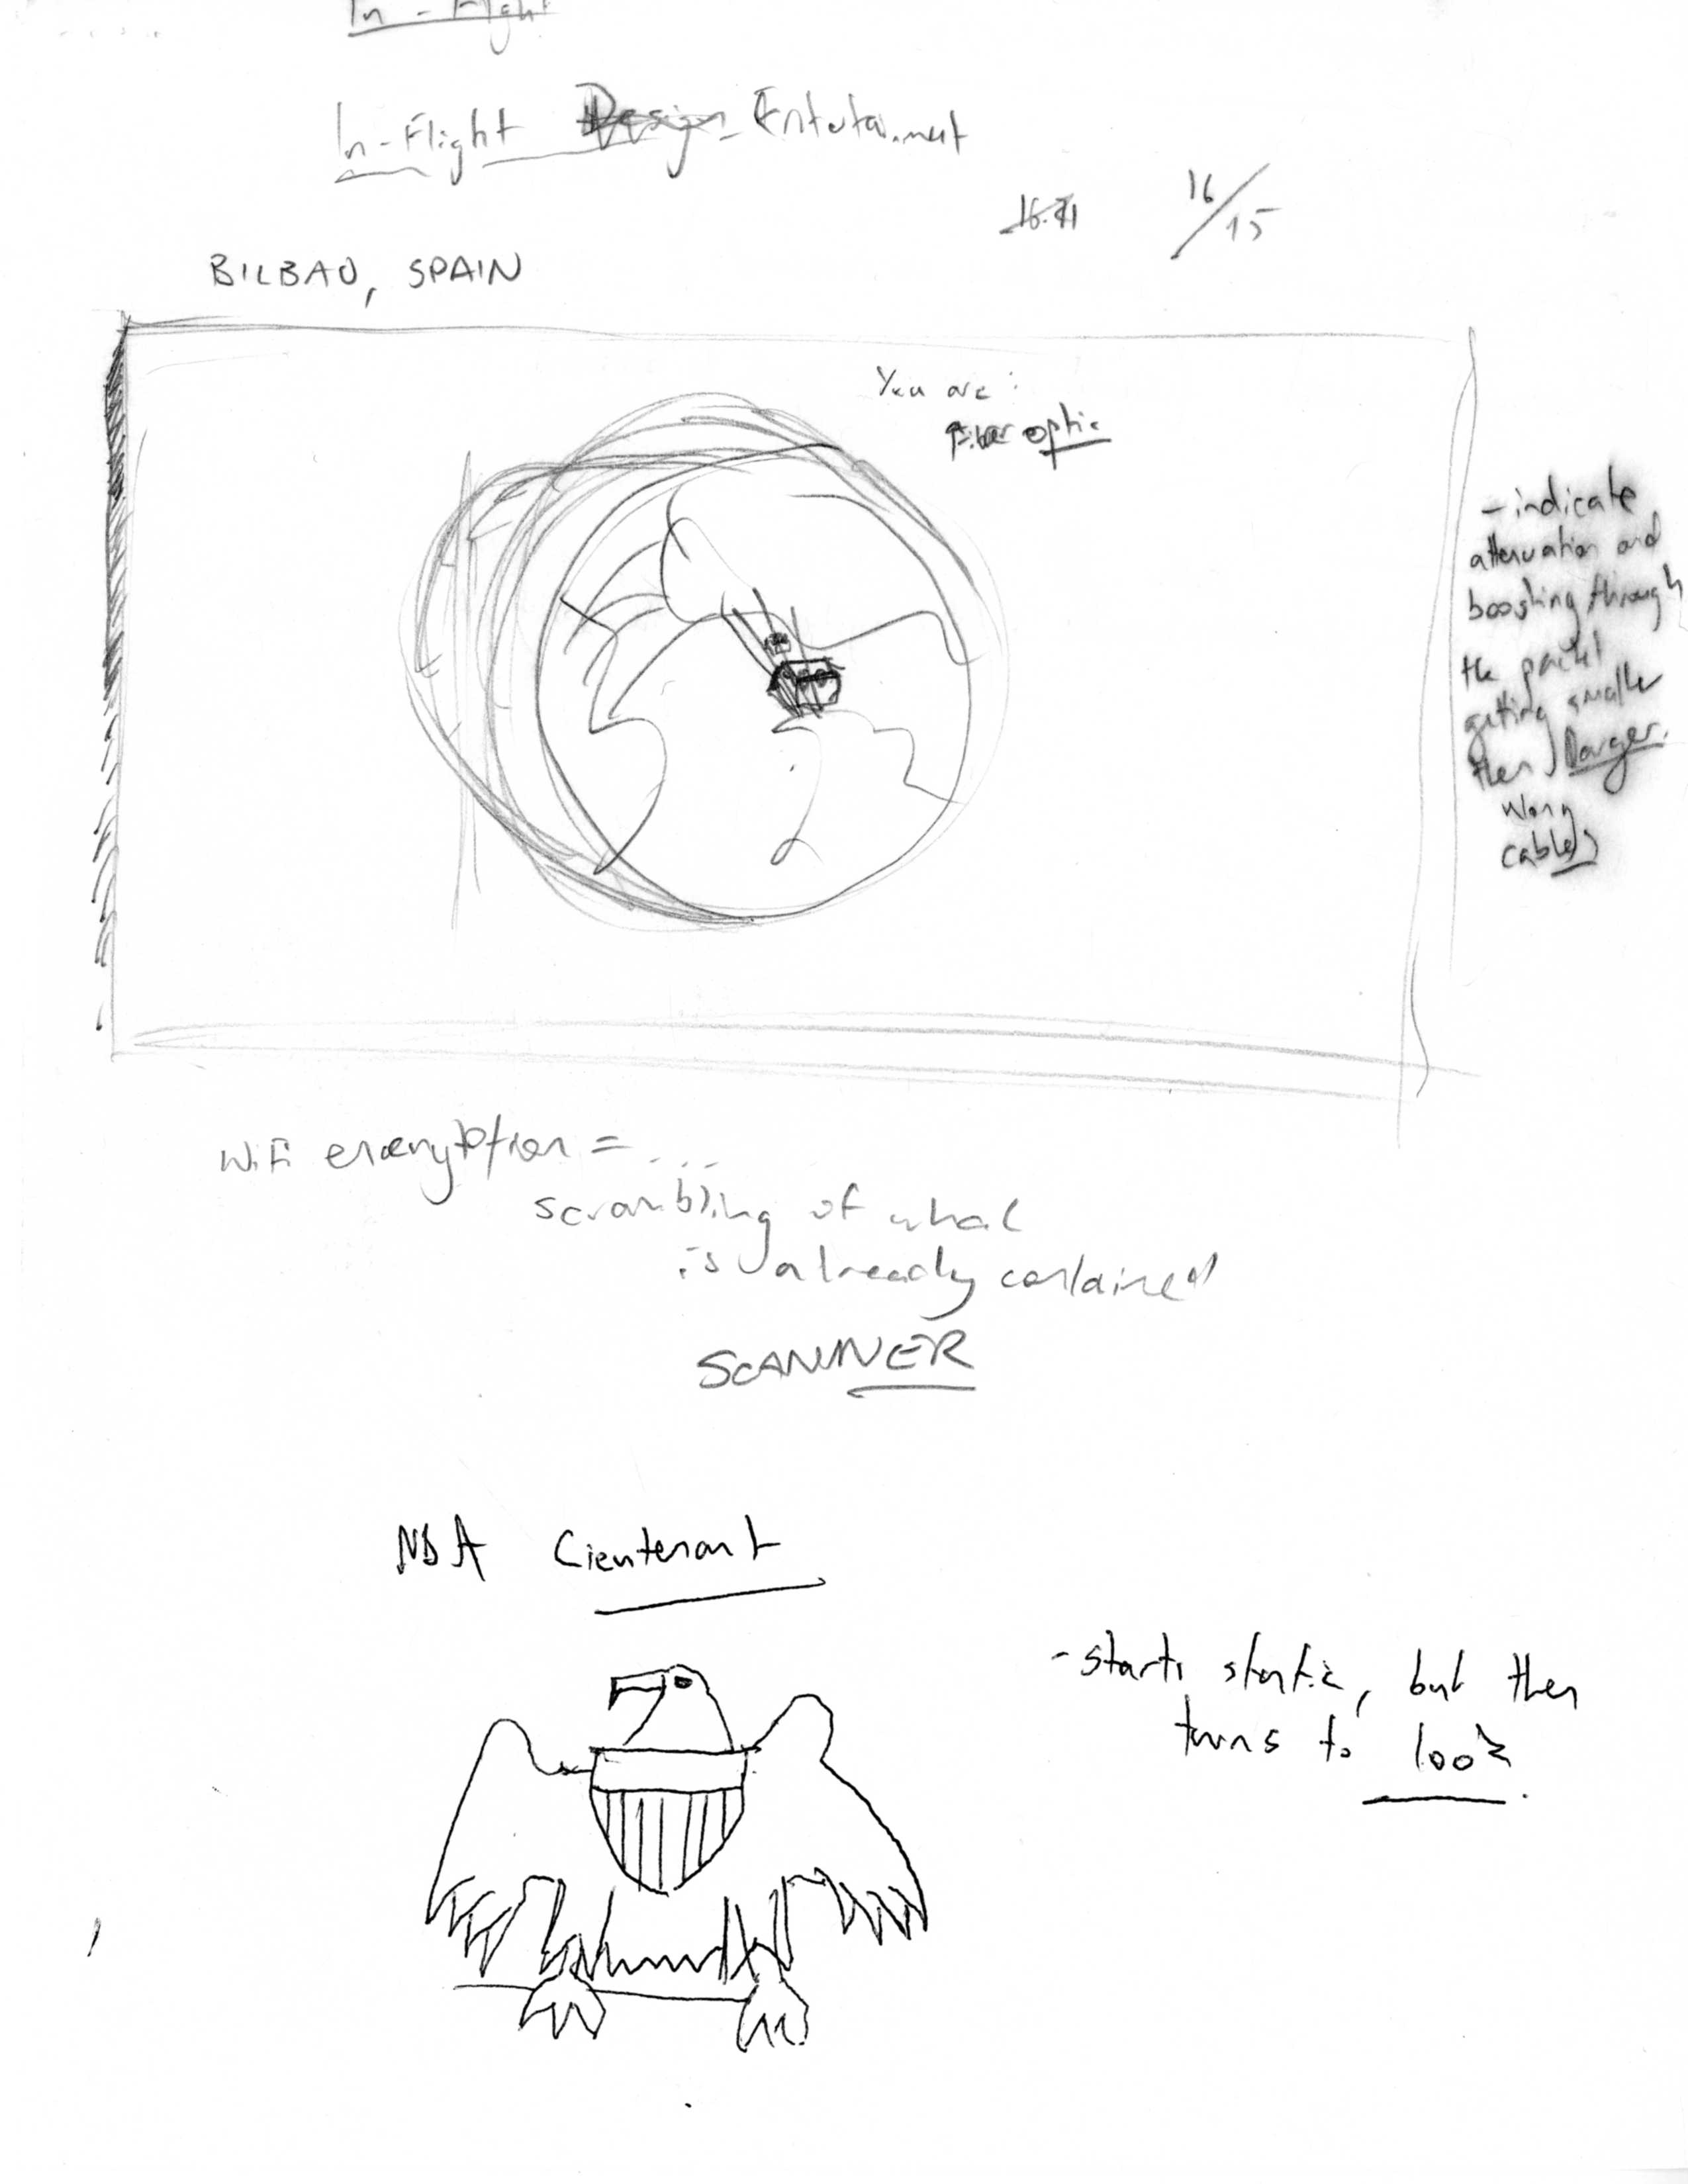 In-Flight
In-Flight Design Entertainment
16.11
16/15
BILBAO, SPAIN
You are:
Fiber optic
- indicate
attenuation and
boosting through
the packet
getting smaller
then larger.
along
cables
WiFi encryption = ...
scrambling of what
is already contained
SCANNER
NSA Lieutenant
- starts static, but then
turns to look.